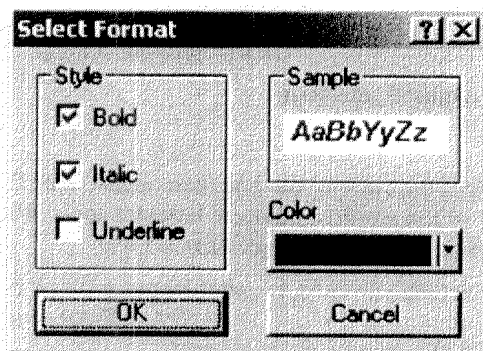 Select Format
Style
Bold
Italic
Underline
Sample
AaBbYyZz
Color
OK
Cancel